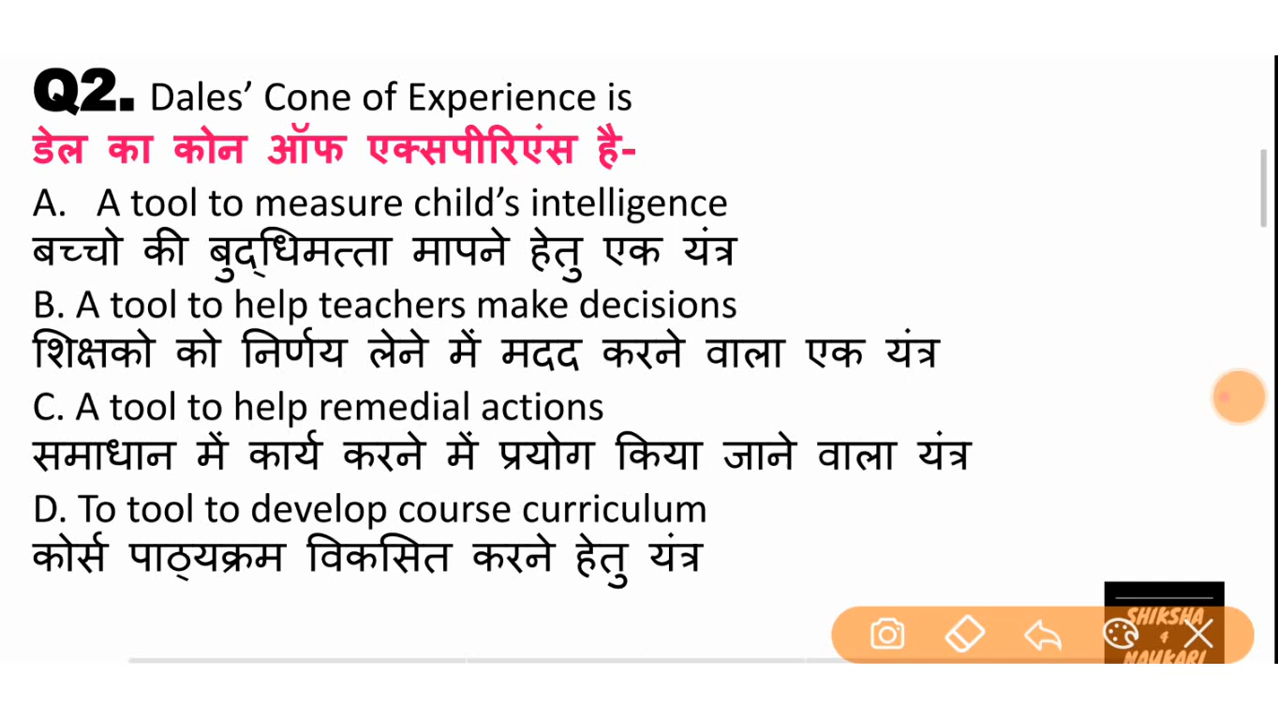 Q2. Dales’ Cone of Experience is
डेल का कोन ऑफ एक्सपीरिएंस है-
A. A tool to measure child’s intelligence
बच्चो की बुद्धिमत्ता मापने हेतु एक यंत्र
B. A tool to help teachers make decisions
शिक्षको को निर्णय लेने में मदद करने वाला एक यंत्र
C. A tool to help remedial actions
समाधान में कार्य करने में प्रयोग किया जाने वाला यंत्र
D. To tool to develop course curriculum
कोर्स पाठ्यक्रम विकसित करने हेतु यंत्र
SHIKSHA
&
NAUKARI